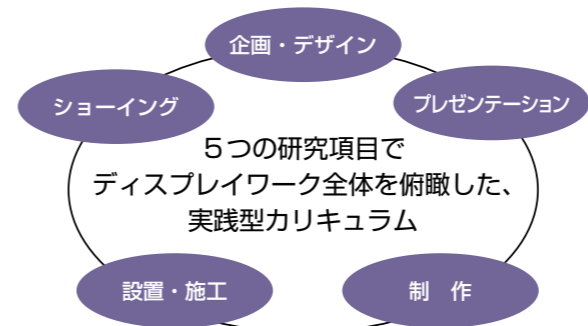 企画・デザイン
ショーイング
プレゼンテーション
５つの研究項目で
ディスプレイワーク全体を俯瞰した、
実践型カリキュラム
設置・施工
制　作